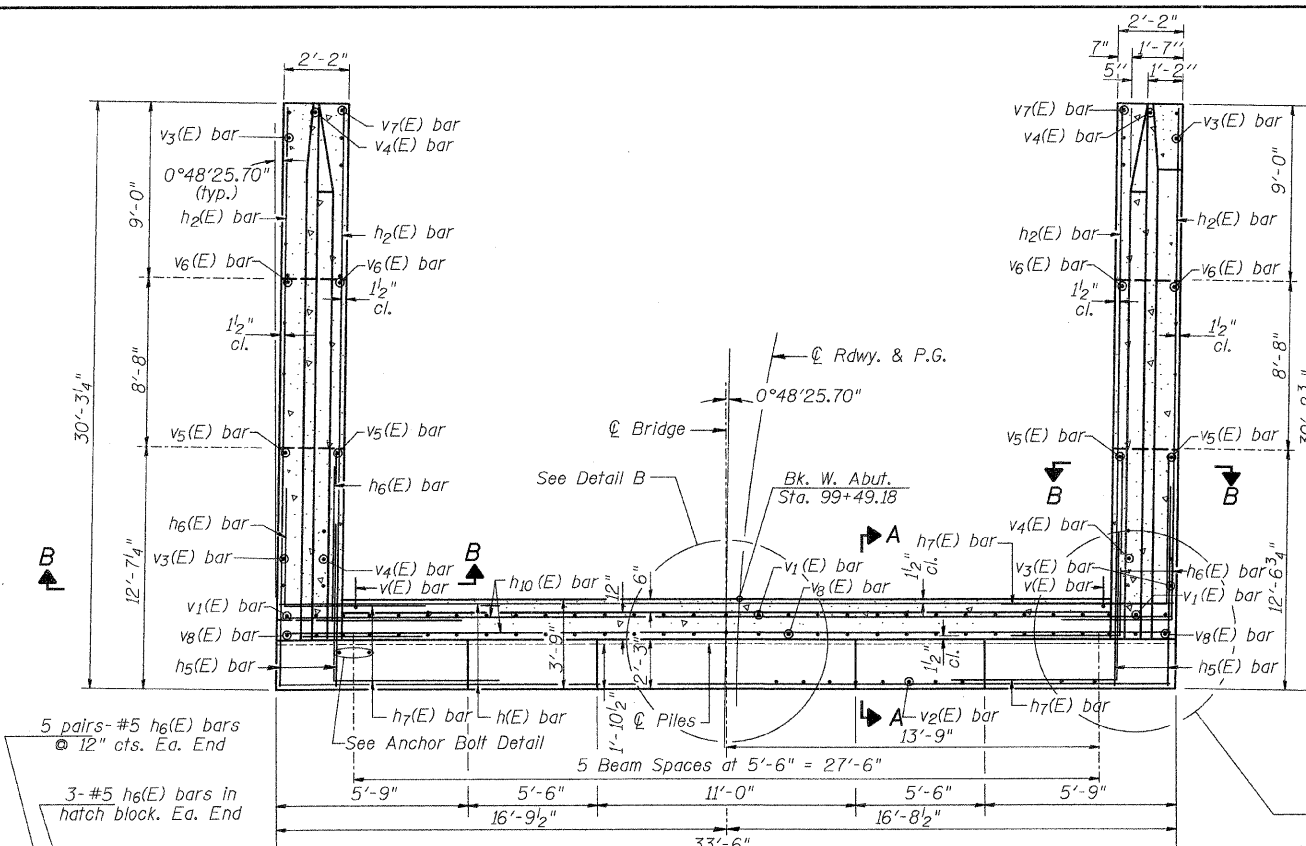 2'-2"
2'-2"
7"
1'-7"
5"
1'-2"
v3(E) bar
v7(E) bar
v4(E) bar
0°48'25.70"
(typ.)
h2(E) bar
h2(E) bar
v6(E) bar
v6(E) bar
1½"
cl.
1½"
cl.
9'-0"
8'-8"
30'-3¼"
12'-7¼"
v5(E) bar
v5(E) bar
h6(E) bar
h6(E) bar
v3(E) bar
v4(E) bar
v(E) bar
B
B
v1(E) bar
v8(E) bar
h5(E) bar
h10(E) bar
℄ Rdwy. & P.G.
0°48'25.70"
℄ Bridge
See Detail B
Bk. W. Abut.
Sta. 99+49.18
v7(E) bar
v4(E) bar
v3(E) bar
h2(E) bar
h2(E) bar
v6(E) bar
v6(E) bar
1½"
cl.
1½"
cl.
9'-0"
8'-8"
12'-6¾"
v5(E) bar
v5(E) bar
B
B
A
h7(E) bar
v4(E) bar
v3(E) bar
v(E) bar
h6(E) bar
v1(E) bar
v1(E) bar
v8(E) bar
v8(E) bar
h5(E) bar
6"
12"
1½"
cl.
3'-9"
2'-3"
1'-10½"
1½"
cl.
h7(E) bar
h(E) bar
℄ Piles
A
v2(E) bar
h7(E) bar
See Anchor Bolt Detail
13'-9"
5 Beam Spaces at 5'-6" = 27'-6"
5'-9"
5'-6"
11'-0"
5'-6"
5'-9"
16'-9½"
16'-8½"
33'-6"
5 pairs-#5 h6(E) bars
@ 12" cts. Ea. End
3-#5 h6(E) bars in
hatch block. Ea. End